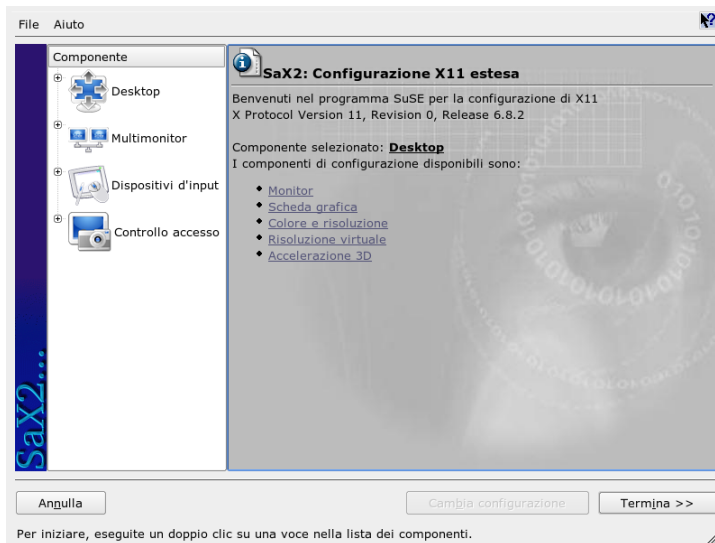 File Aiuto
Componente
Desktop
Multimonitor
Dispositivi d'input
Controllo accesso
SaX2...
SaX2: Configurazione X11 estesa
Benvenuti nel programma SuSE per la configurazione di X11
X Protocol Version 11, Revision 0, Release 6.8.2
Componente selezionato: Desktop
I componenti di configurazione disponibili sono:
Monitor
Scheda grafica
Colore e risoluzione
Risoluzione virtuale
Accelerazione 3D
Annulla Cambia configurazione Termina >>
Per iniziare, eseguite un doppio clic su una voce nella lista dei componenti.